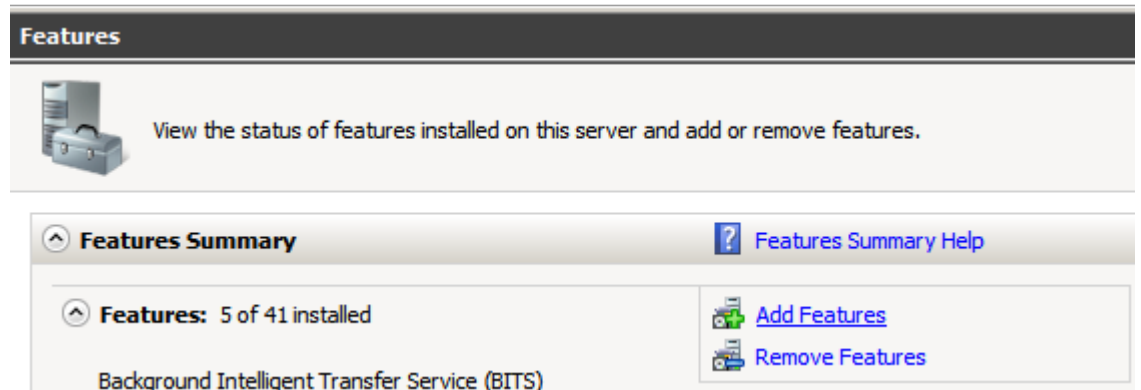 Features
View the status of features installed on this server and add or remove features.
Features Summary
Features Summary Help
Features: 5 of 41 installed
Add Features
Remove Features
Background Intelligent Transfer Service (BITS)